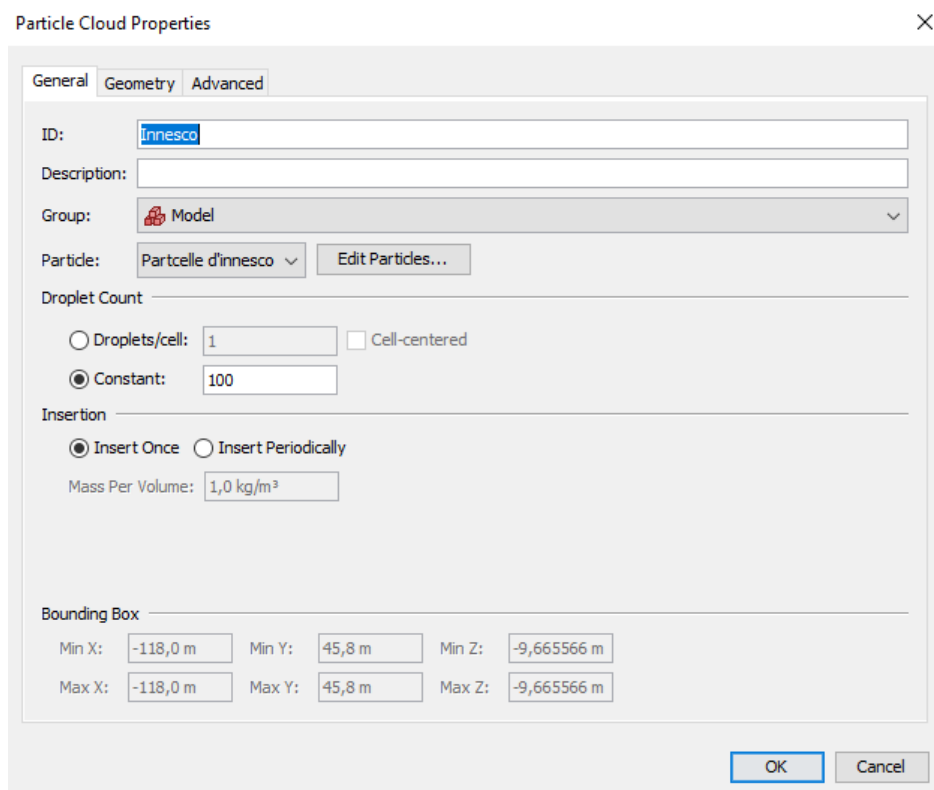 Particle Cloud Properties
General Geometry Advanced
ID: Innesco
Description:
Group: Model
Particle: Partcelle d'innesco Edit Particles...
Droplet Count
Droplets/cell: 1 Cell-centered
Constant: 100
Insertion
Insert Once Insert Periodically
Mass Per Volume: 1,0 kg/m³
Bounding Box
Min X: -118,0 m Min Y: 45,8 m Min Z: -9,665566 m
Max X: -118,0 m Max Y: 45,8 m Max Z: -9,665566 m
OK Cancel